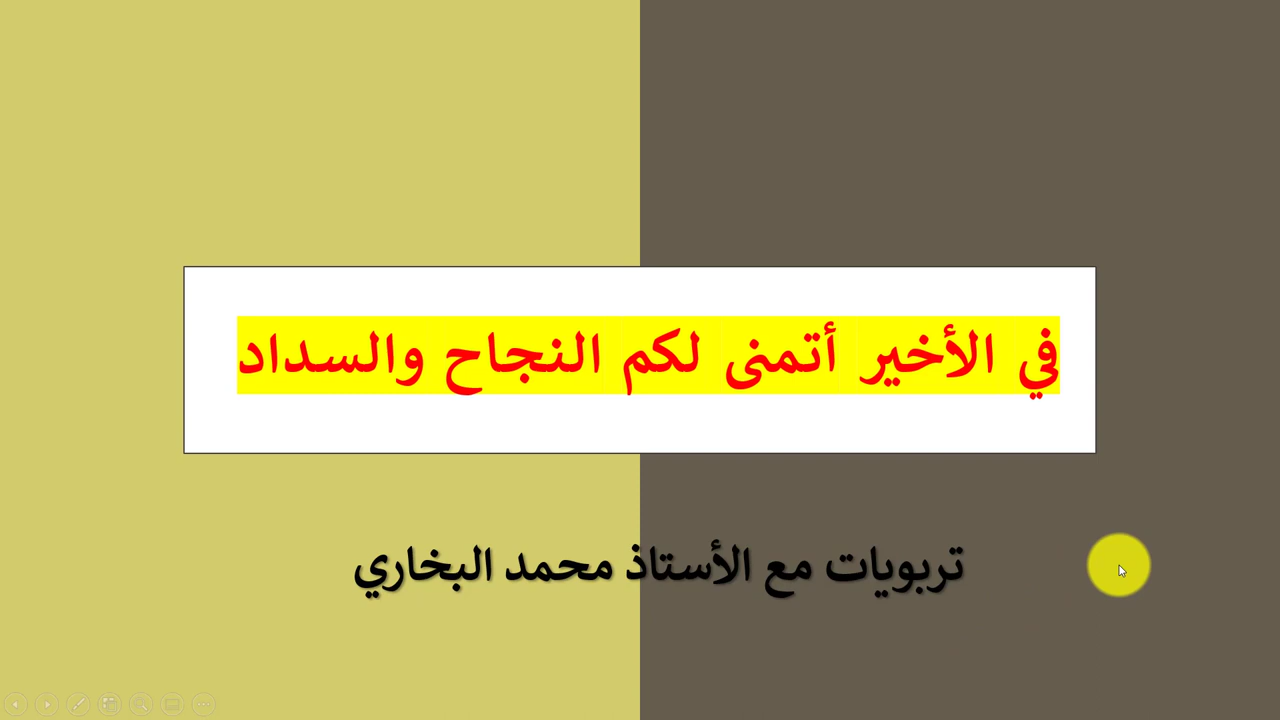 في الأخير أتمنى لكم النجاح والسداد
تربويات مع الأستاذ محمد البخاري